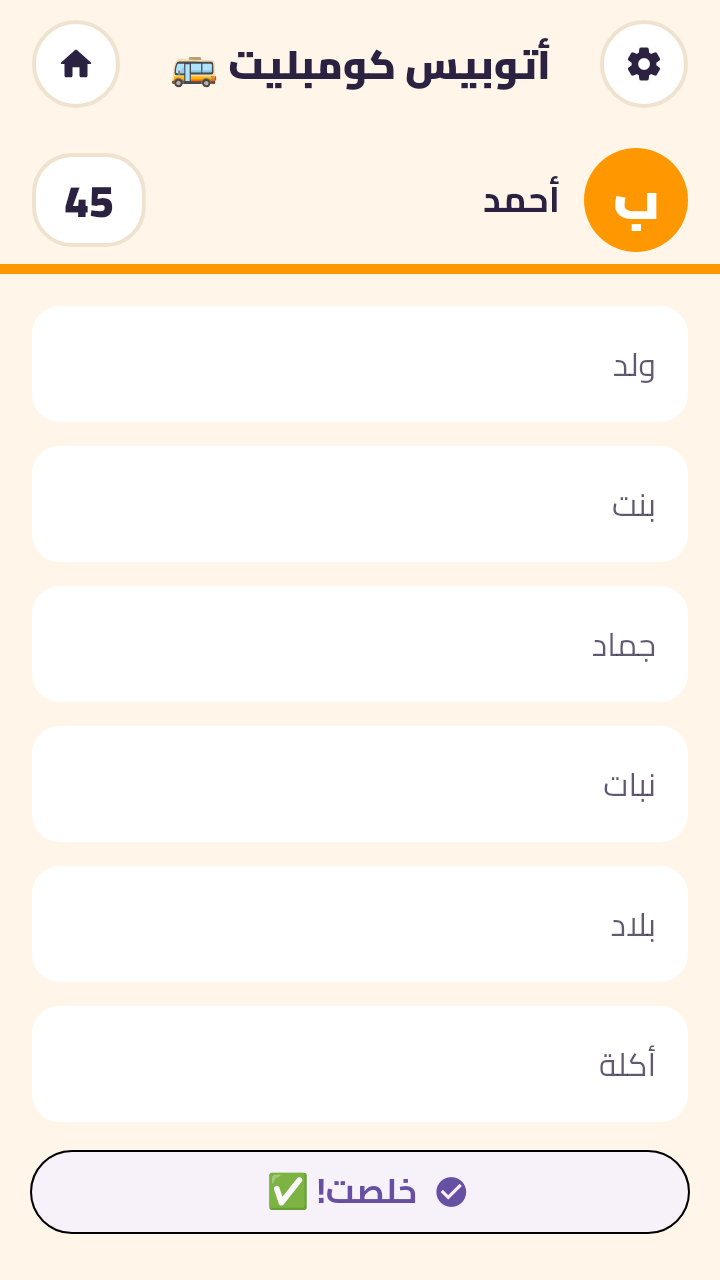 أتوبيس كومبليت 🚌
ب
أحمد
45
ولد
بنت
جماد
نبات
بلاد
أكلة
خلصت! ✅